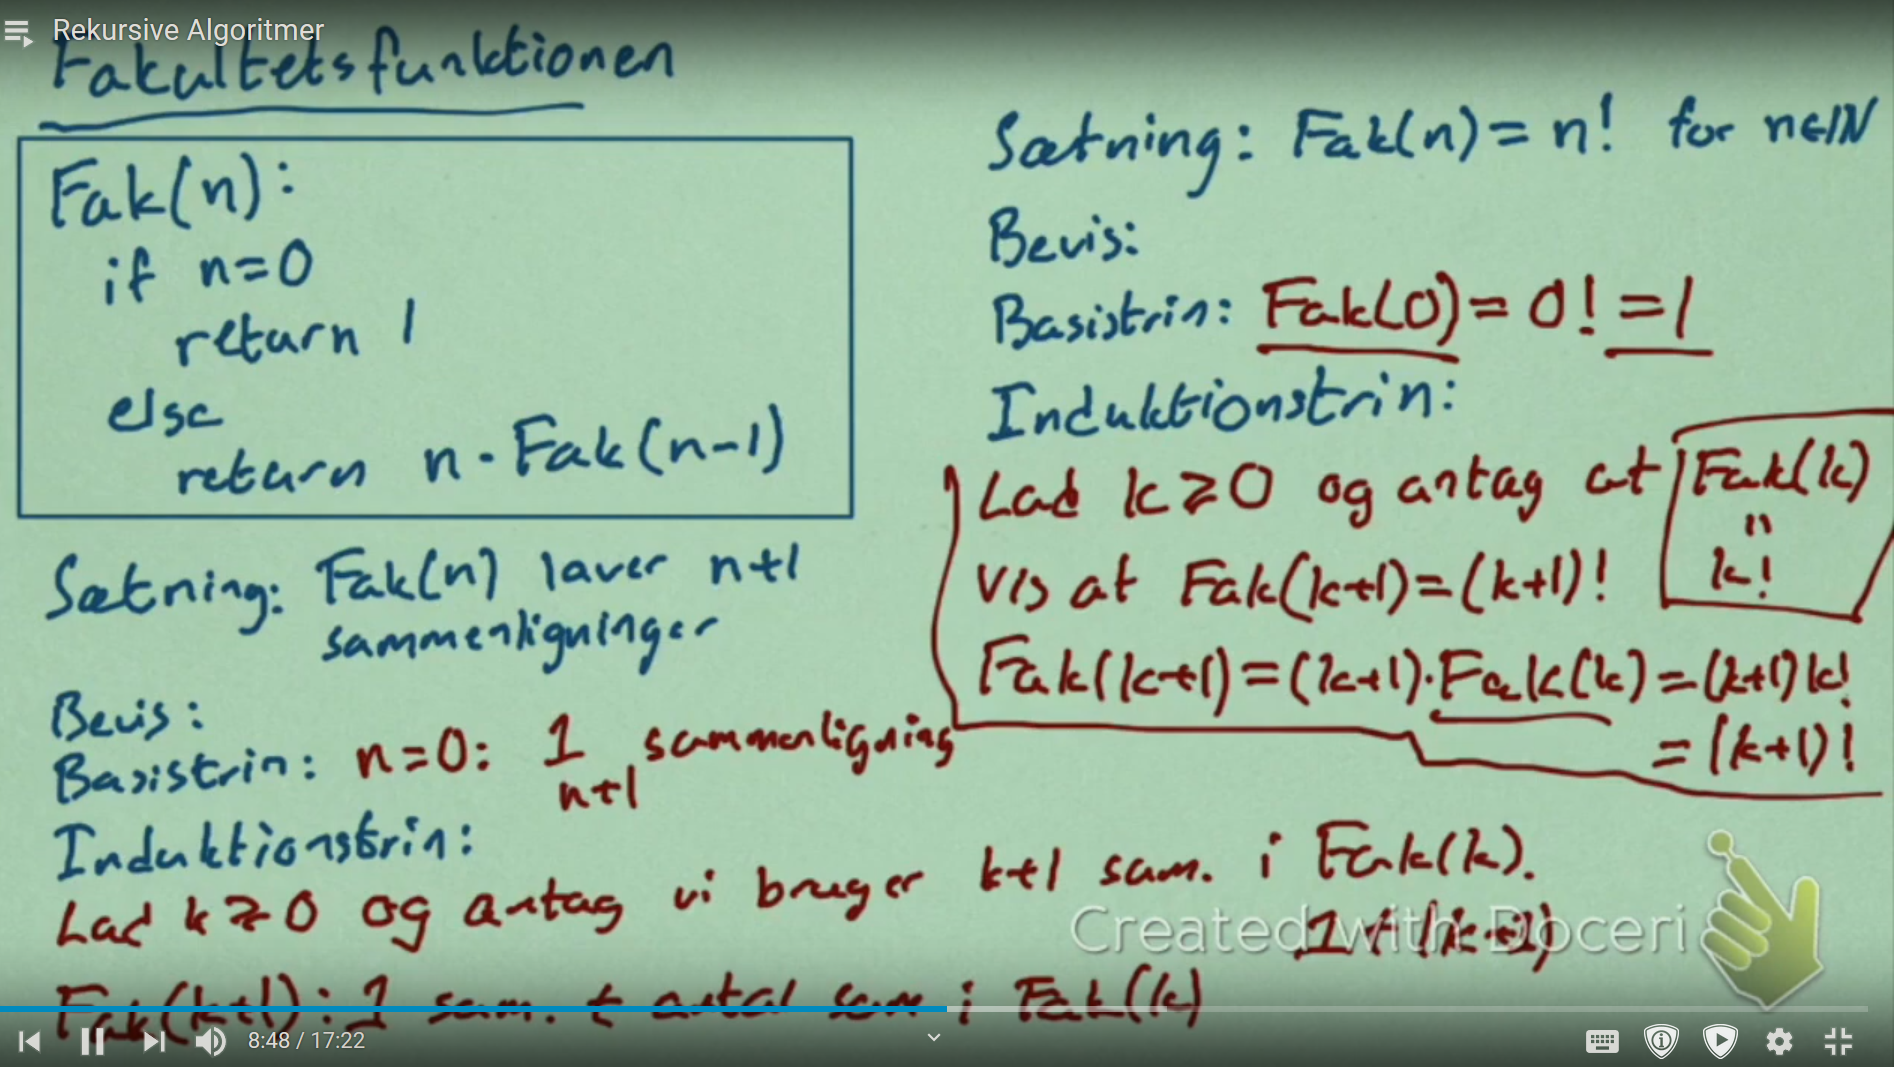 Rekursive Algoritmer
Fakultetsfunktionen
Fak(n):
if n=0
return 1
else
return n · Fak(n-1)
Sætning: Fak(n) laver n+1
sammenligninger
Bevis:
Basistrin: n=0: 1 sammenligning
n+1
Induktionstrin:
Lad k≥0 og antag vi bruger k+1 sam. i Fak(k).
Fak(k+1): 1 sam. + antal sam i Fak(k)
1+(k+1)
Sætning: Fak(n) = n! for n∈ℕ
Bevis:
Basistrin: Fak(0) = 0! = 1
Induktionstrin:
Lad k≥0 og antag at Fak(k)
"
k!
Vis at Fak(k+1)=(k+1)!
Fak(k+1)=(k+1)·Fak(k)=(k+1)k!
=(k+1)!
Created with Doceri
8:48 / 17:22